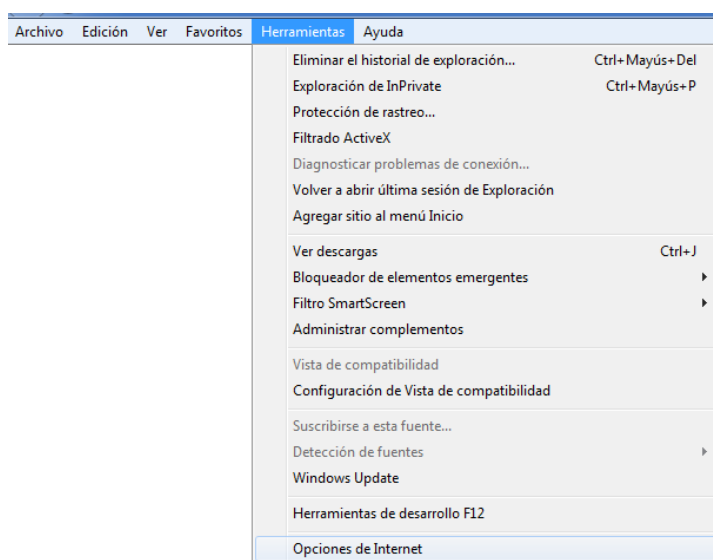 Archivo Edición Ver Favoritos Herramientas Ayuda
Eliminar el historial de exploración... Ctrl+Mayús+Del
Exploración de InPrivate Ctrl+Mayús+P
Protección de rastreo...
Filtrado ActiveX
Diagnosticar problemas de conexión...
Volver a abrir última sesión de Exploración
Agregar sitio al menú Inicio
Ver descargas Ctrl+J
Bloqueador de elementos emergentes
Filtro SmartScreen
Administrar complementos
Vista de compatibilidad
Configuración de Vista de compatibilidad
Suscribirse a esta fuente...
Detección de fuentes
Windows Update
Herramientas de desarrollo F12
Opciones de Internet